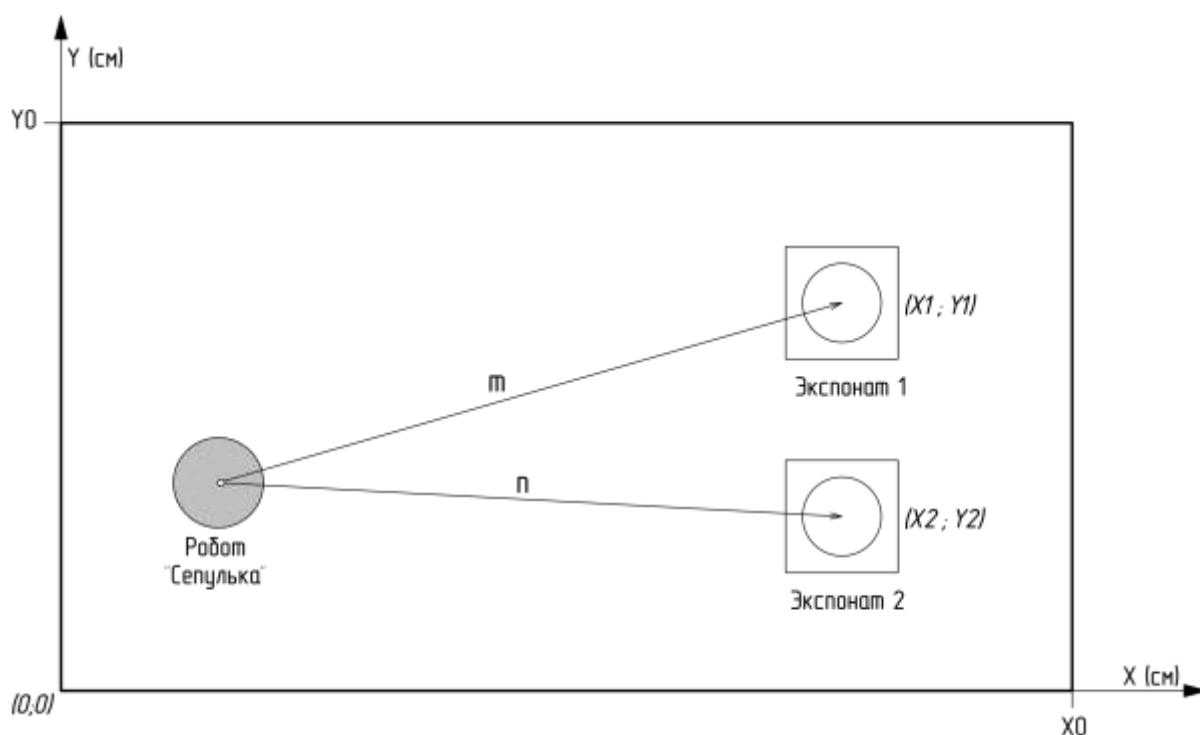 Y (см)
Y0
(X1 ; Y1)
m
Экспонат 1
n
(X2 ; Y2)
Робот
"Сепулька"
Экспонат 2
X (см)
(0;0)
X0